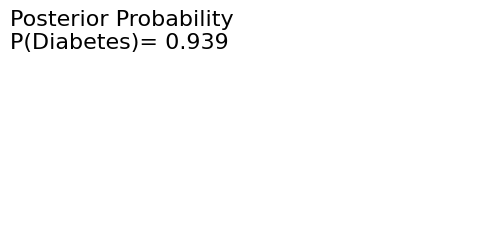 Posterior Probability
P(Diabetes)= 0.939